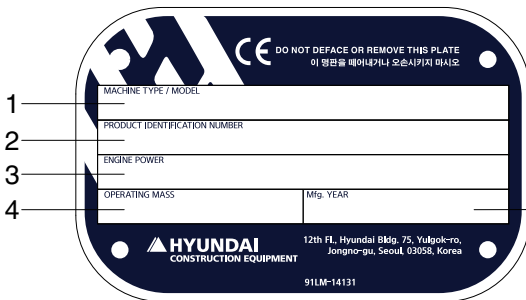 CE DO NOT DEFACE OR REMOVE THIS PLATE
이 명판을 떼어내거나 오손시키지 마시오
1 MACHINE TYPE / MODEL
2 PRODUCT IDENTIFICATION NUMBER
3 ENGINE POWER
4 OPERATING MASS Mfg. YEAR
HYUNDAI
CONSTRUCTION EQUIPMENT
12th Fl., Hyundai Bldg. 75, Yulgok-ro,
Jongno-gu, Seoul, 03058, Korea
91LM-14131